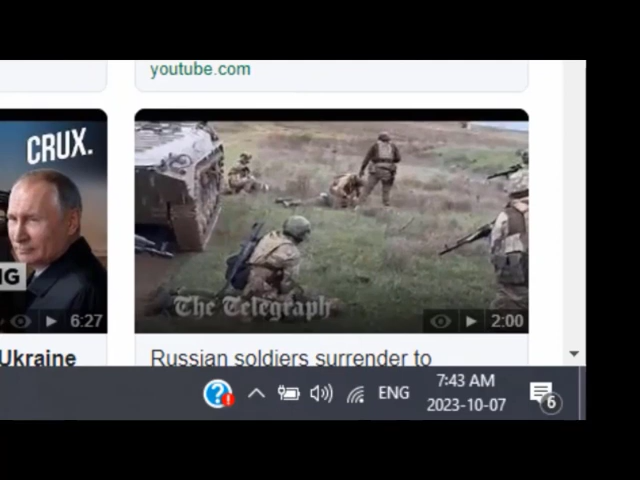 youtube.com
CRUX.
NG
6:27
The Telegraph
2:00
Ukraine
Russian soldiers surrender to
ENG
7:43 AM
2023-10-07
6